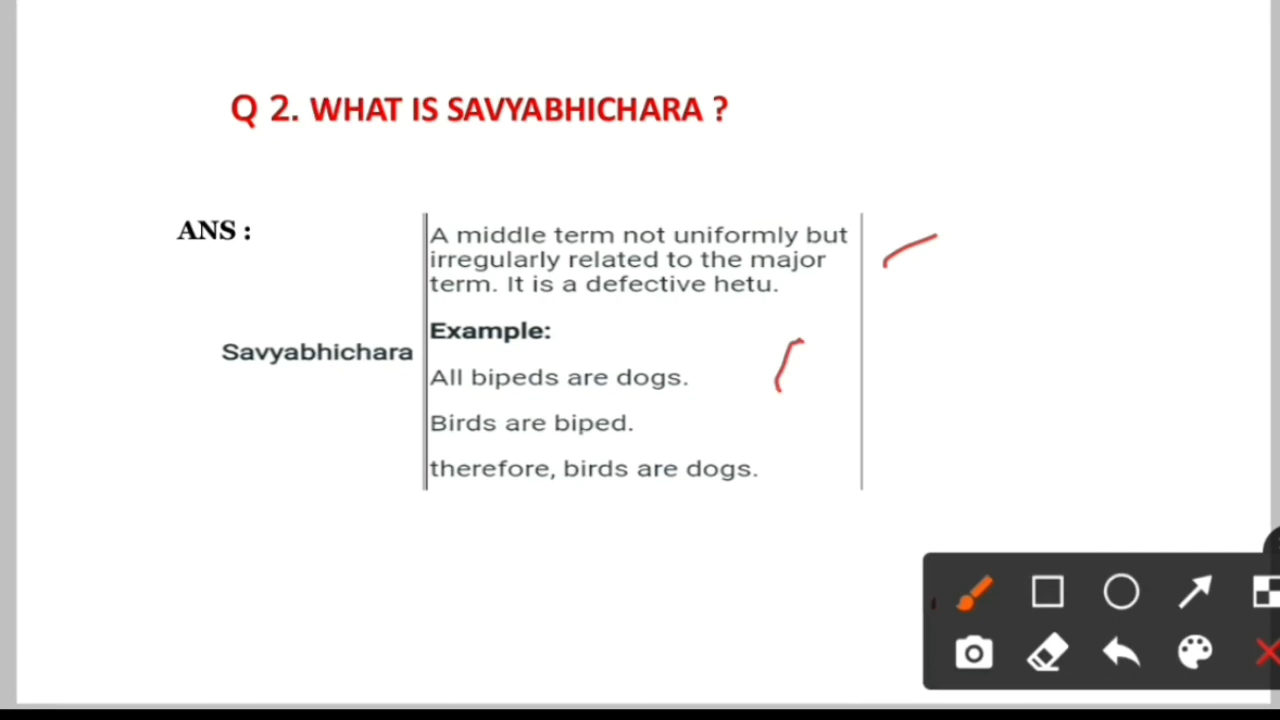 Q 2. WHAT IS SAVYABHICHARA ?
ANS :
A middle term not uniformly but
irregularly related to the major
term. It is a defective hetu.
Example:
Savyabhichara
All bipeds are dogs.
Birds are biped.
therefore, birds are dogs.